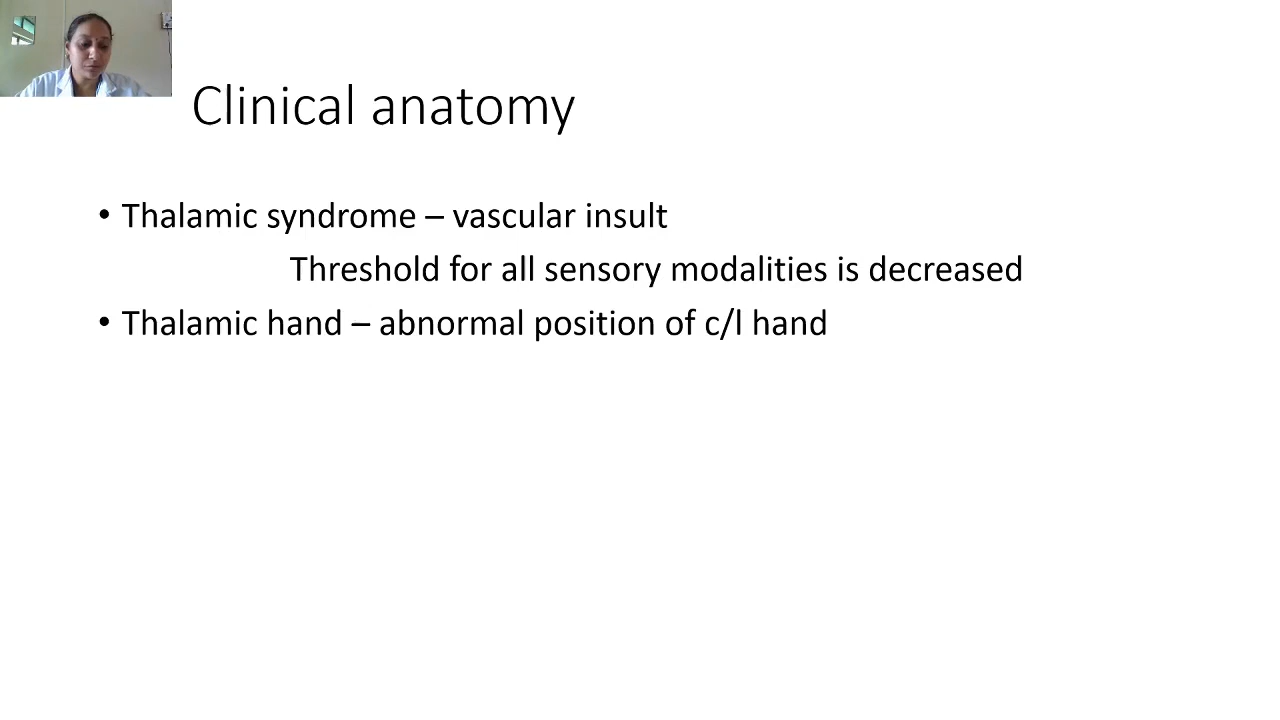 Clinical anatomy
• Thalamic syndrome – vascular insult
Threshold for all sensory modalities is decreased
• Thalamic hand – abnormal position of c/l hand